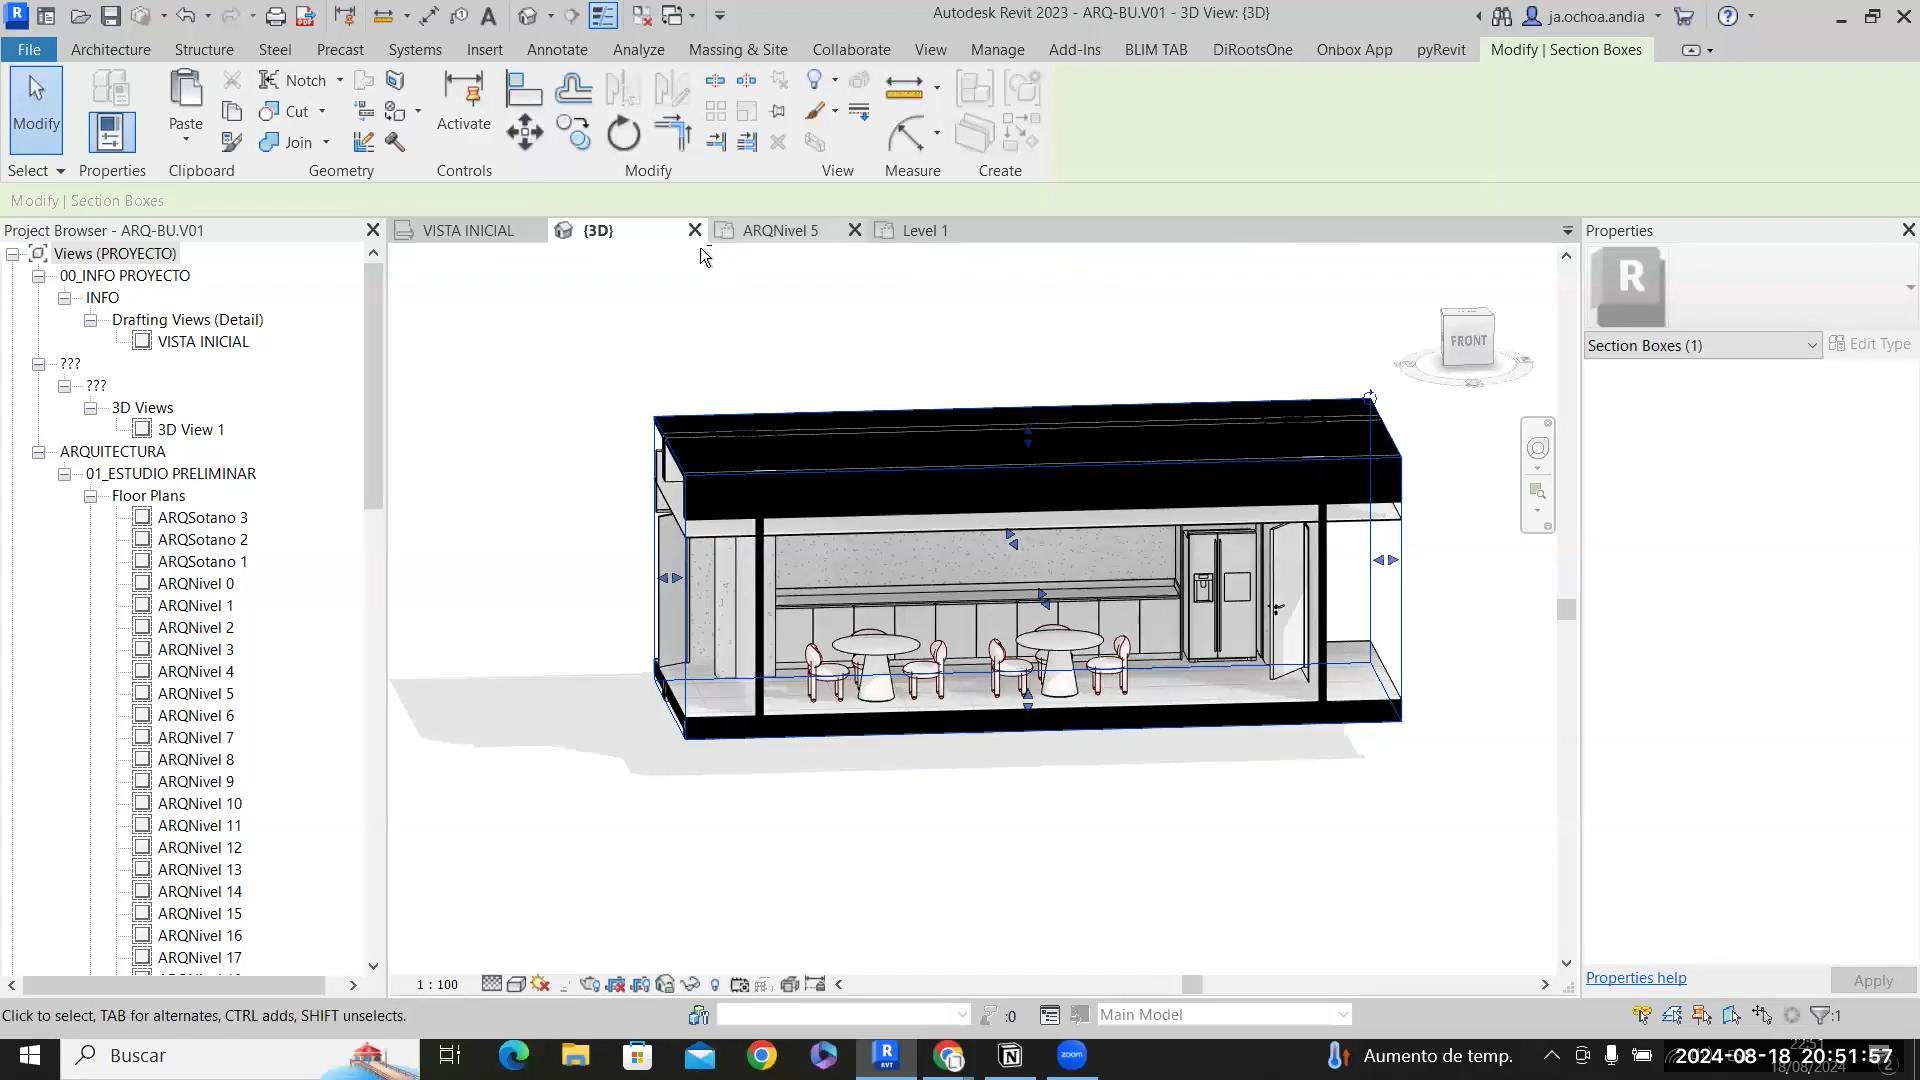 Autodesk Revit 2023 - ARQ-BU.V01 - 3D View: {3D}
ja.ochoa.andia
File Architecture Structure Steel Precast Systems Insert Annotate Analyze Massing & Site Collaborate View Manage Add-Ins BLIM TAB DiRootsOne Onbox App pyRevit Modify | Section Boxes
Modify
Paste
Notch
Cut
Join
Activate
Select Properties Clipboard Geometry Controls Modify View Measure Create
Modify | Section Boxes
Project Browser - ARQ-BU.V01
VISTA INICIAL
{3D}
ARQNivel 5
Level 1
Properties
Views (PROYECTO)
00_INFO PROYECTO
INFO
Drafting Views (Detail)
VISTA INICIAL
???
???
3D Views
3D View 1
ARQUITECTURA
01_ESTUDIO PRELIMINAR
Floor Plans
ARQSotano 3
ARQSotano 2
ARQSotano 1
ARQNivel 0
ARQNivel 1
ARQNivel 2
ARQNivel 3
ARQNivel 4
ARQNivel 5
ARQNivel 6
ARQNivel 7
ARQNivel 8
ARQNivel 9
ARQNivel 10
ARQNivel 11
ARQNivel 12
ARQNivel 13
ARQNivel 14
ARQNivel 15
ARQNivel 16
ARQNivel 17
FRONT
R
Section Boxes (1)
Edit Type
Properties help
Apply
1 : 100
Click to select, TAB for alternates, CTRL adds, SHIFT unselects.
:0
Main Model
:1
Buscar
zoom
Aumento de temp.
2024-08-18 20:51:57
22:51
18/08/2024